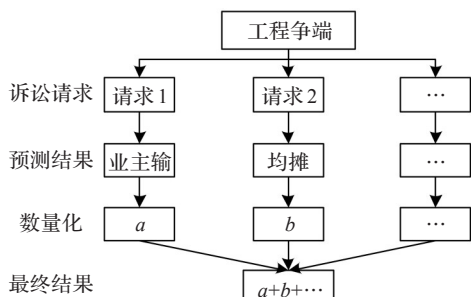 工程争端
诉讼请求 请求1 请求2 …
预测结果 业主输 均摊 …
数量化 a b …
最终结果 a+b+…